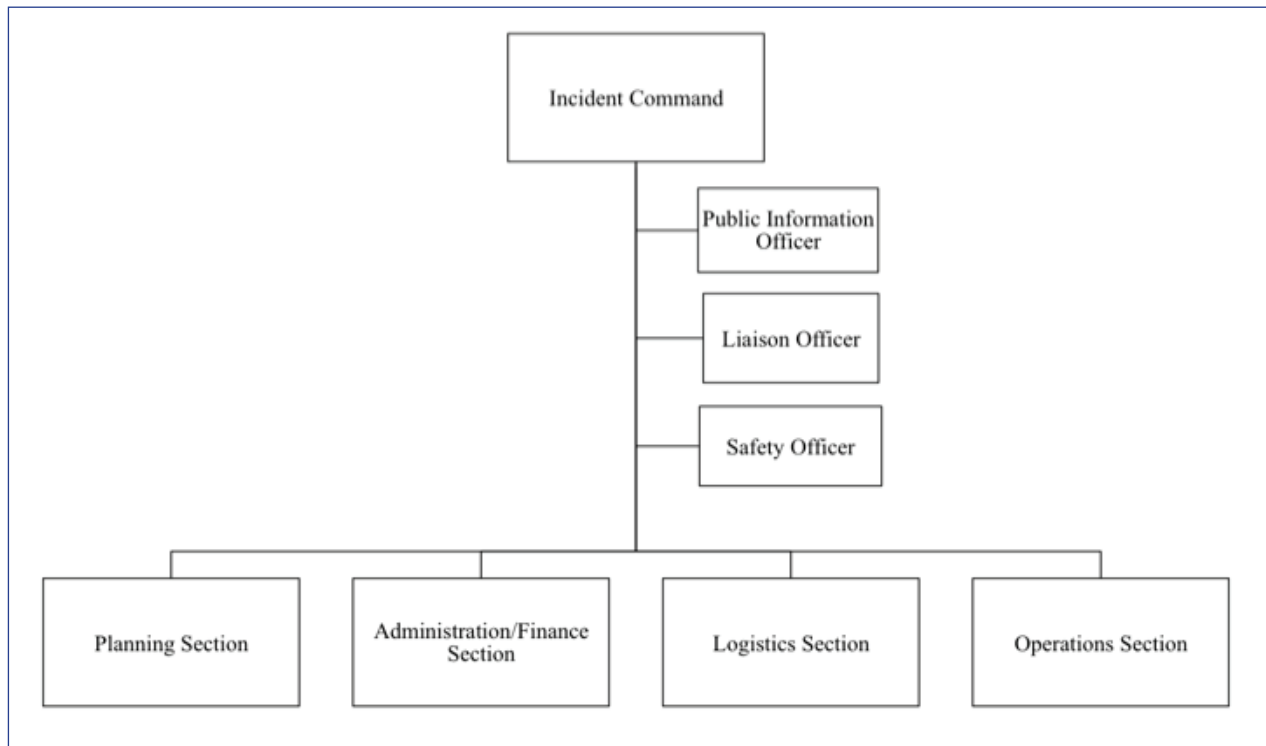 Incident Command
Public Information
Officer
Liaison Officer
Safety Officer
Planning Section
Administration/Finance
Section
Logistics Section
Operations Section